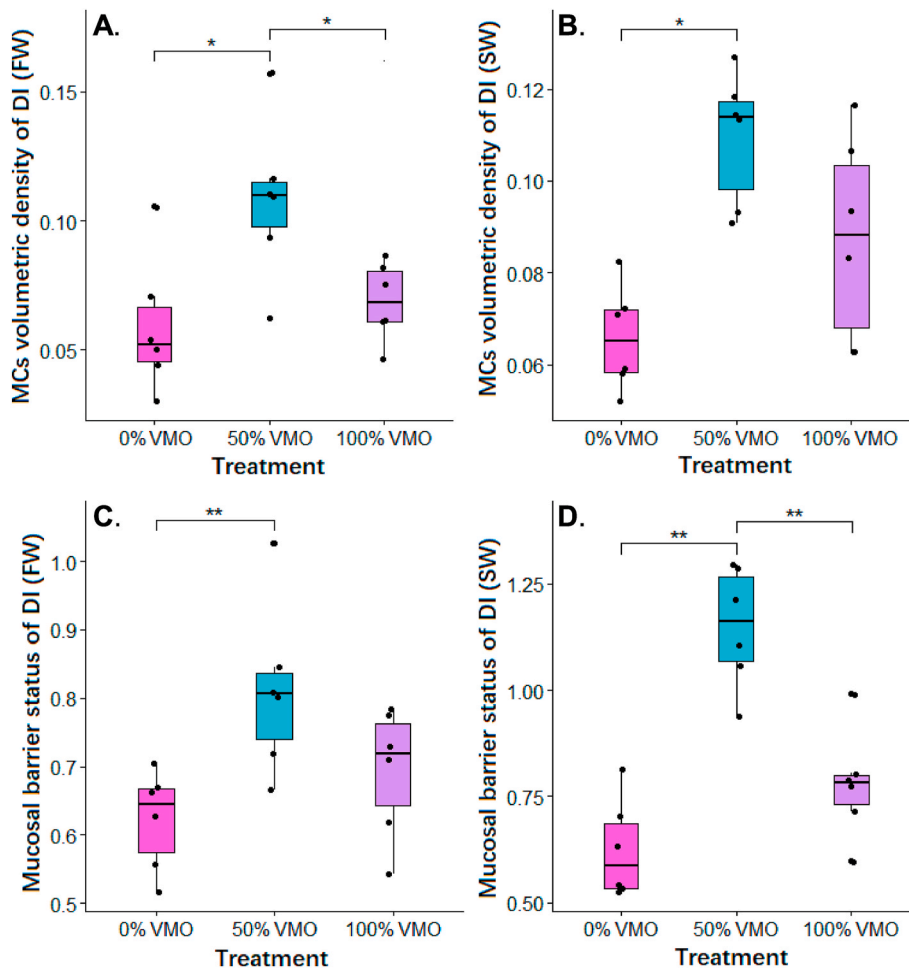 A.
*
*
MCs volumetric density of DI (FW)
0.15
0.10
0.05
0% VMO 50% VMO 100% VMO
Treatment
B.
*
MCs volumetric density of DI (SW)
0.12
0.10
0.08
0.06
0% VMO 50% VMO 100% VMO
Treatment
C.
**
Mucosal barrier status of DI (FW)
1.0
0.9
0.8
0.7
0.6
0.5
0% VMO 50% VMO 100% VMO
Treatment
D.
**
**
Mucosal barrier status of DI (SW)
1.25
1.00
0.75
0.50
0% VMO 50% VMO 100% VMO
Treatment